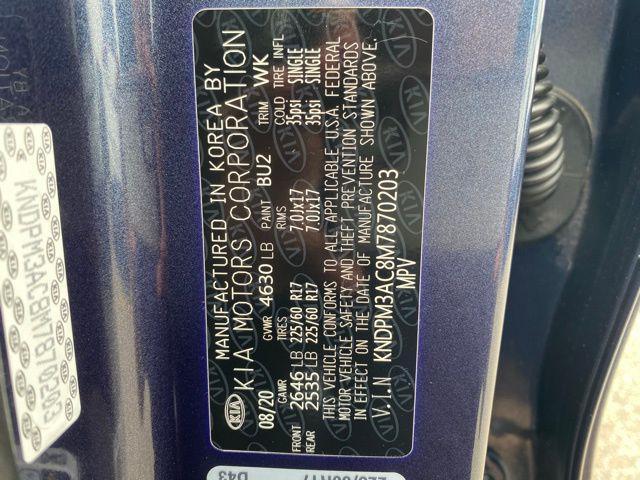 MANUFACTURED IN KOREA BY
KIA KIA MOTORS CORPORATION
08/20 GVWR 4630 LB PAINT BU2 TRIM WK
GAWR TIRES RIMS COLD TIRE INFL
FRONT 2646 LB 225/60 R17 7.0JX17 35psi SINGLE
REAR 2535 LB 225/60 R17 7.0JX17 35psi SINGLE
THIS VEHICLE CONFORMS TO ALL APPLICABLE U.S.A. FEDERAL
MOTOR VEHICLE SAFETY AND THEFT PREVENTION STANDARDS
IN EFFECT ON THE DATE OF MANUFACTURE SHOWN ABOVE.
V.I.N KNDPM3AC8M7870203
MPV
KNDPM3AC8M7870203
D43